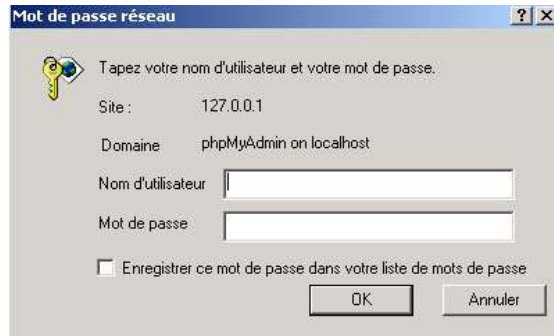 Mot de passe réseau
Tapez votre nom d'utilisateur et votre mot de passe.
Site : 127.0.0.1
Domaine phpMyAdmin on localhost
Nom d'utilisateur
Mot de passe
Enregistrer ce mot de passe dans votre liste de mots de passe
OK Annuler